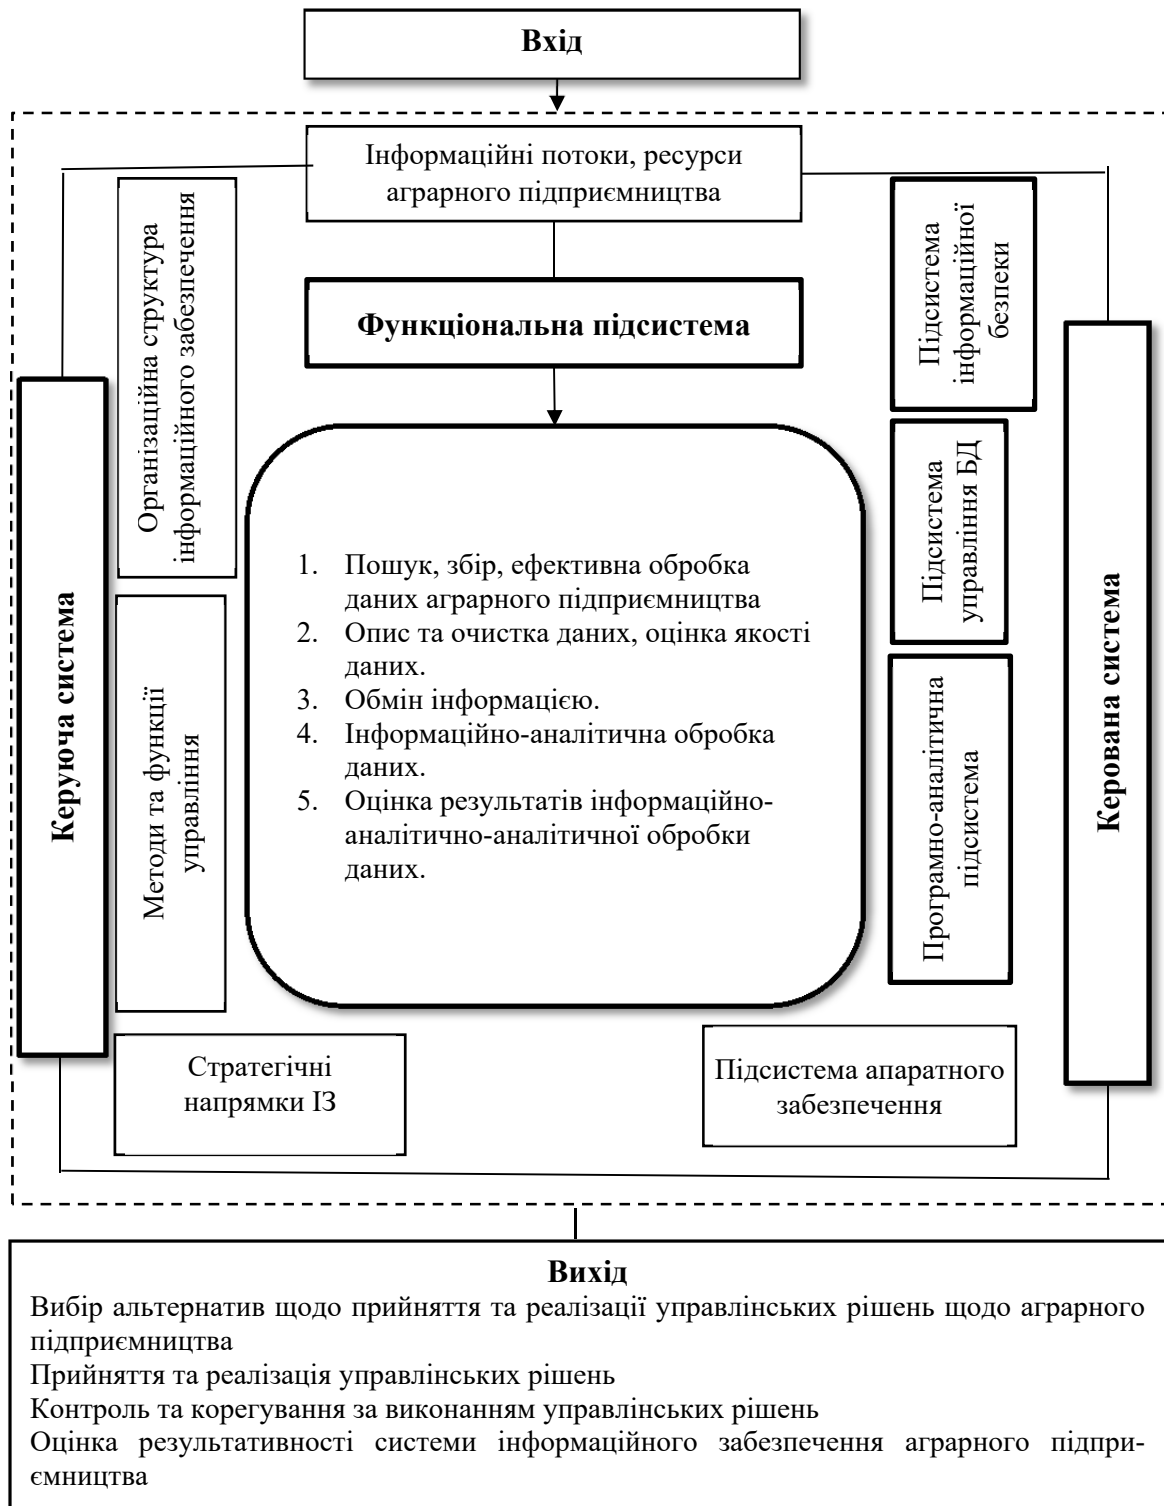 Вхід
Інформаційні потоки, ресурси
аграрного підприємництва
Функціональна підсистема
Керуюча система
Організаційна структура
інформаційного забезпечення
Методи та функції
управління
Стратегічні
напрямки ІЗ
1. Пошук, збір, ефективна обробка
даних аграрного підприємництва
2. Опис та очистка даних, оцінка якості
даних.
3. Обмін інформацією.
4. Інформаційно-аналітична обробка
даних.
5. Оцінка результатів інформаційно-
аналітично-аналітичної обробки
даних.
Підсистема
інформаційної
безпеки
Підсистема
управління БД
Програмно-аналітична
підсистема
Підсистема апаратного
забезпечення
Керована система
Вихід
Вибір альтернатив щодо прийняття та реалізації управлінських рішень щодо аграрного
підприємництва
Прийняття та реалізація управлінських рішень
Контроль та корегування за виконанням управлінських рішень
Оцінка результативності системи інформаційного забезпечення аграрного підпри-
ємництва